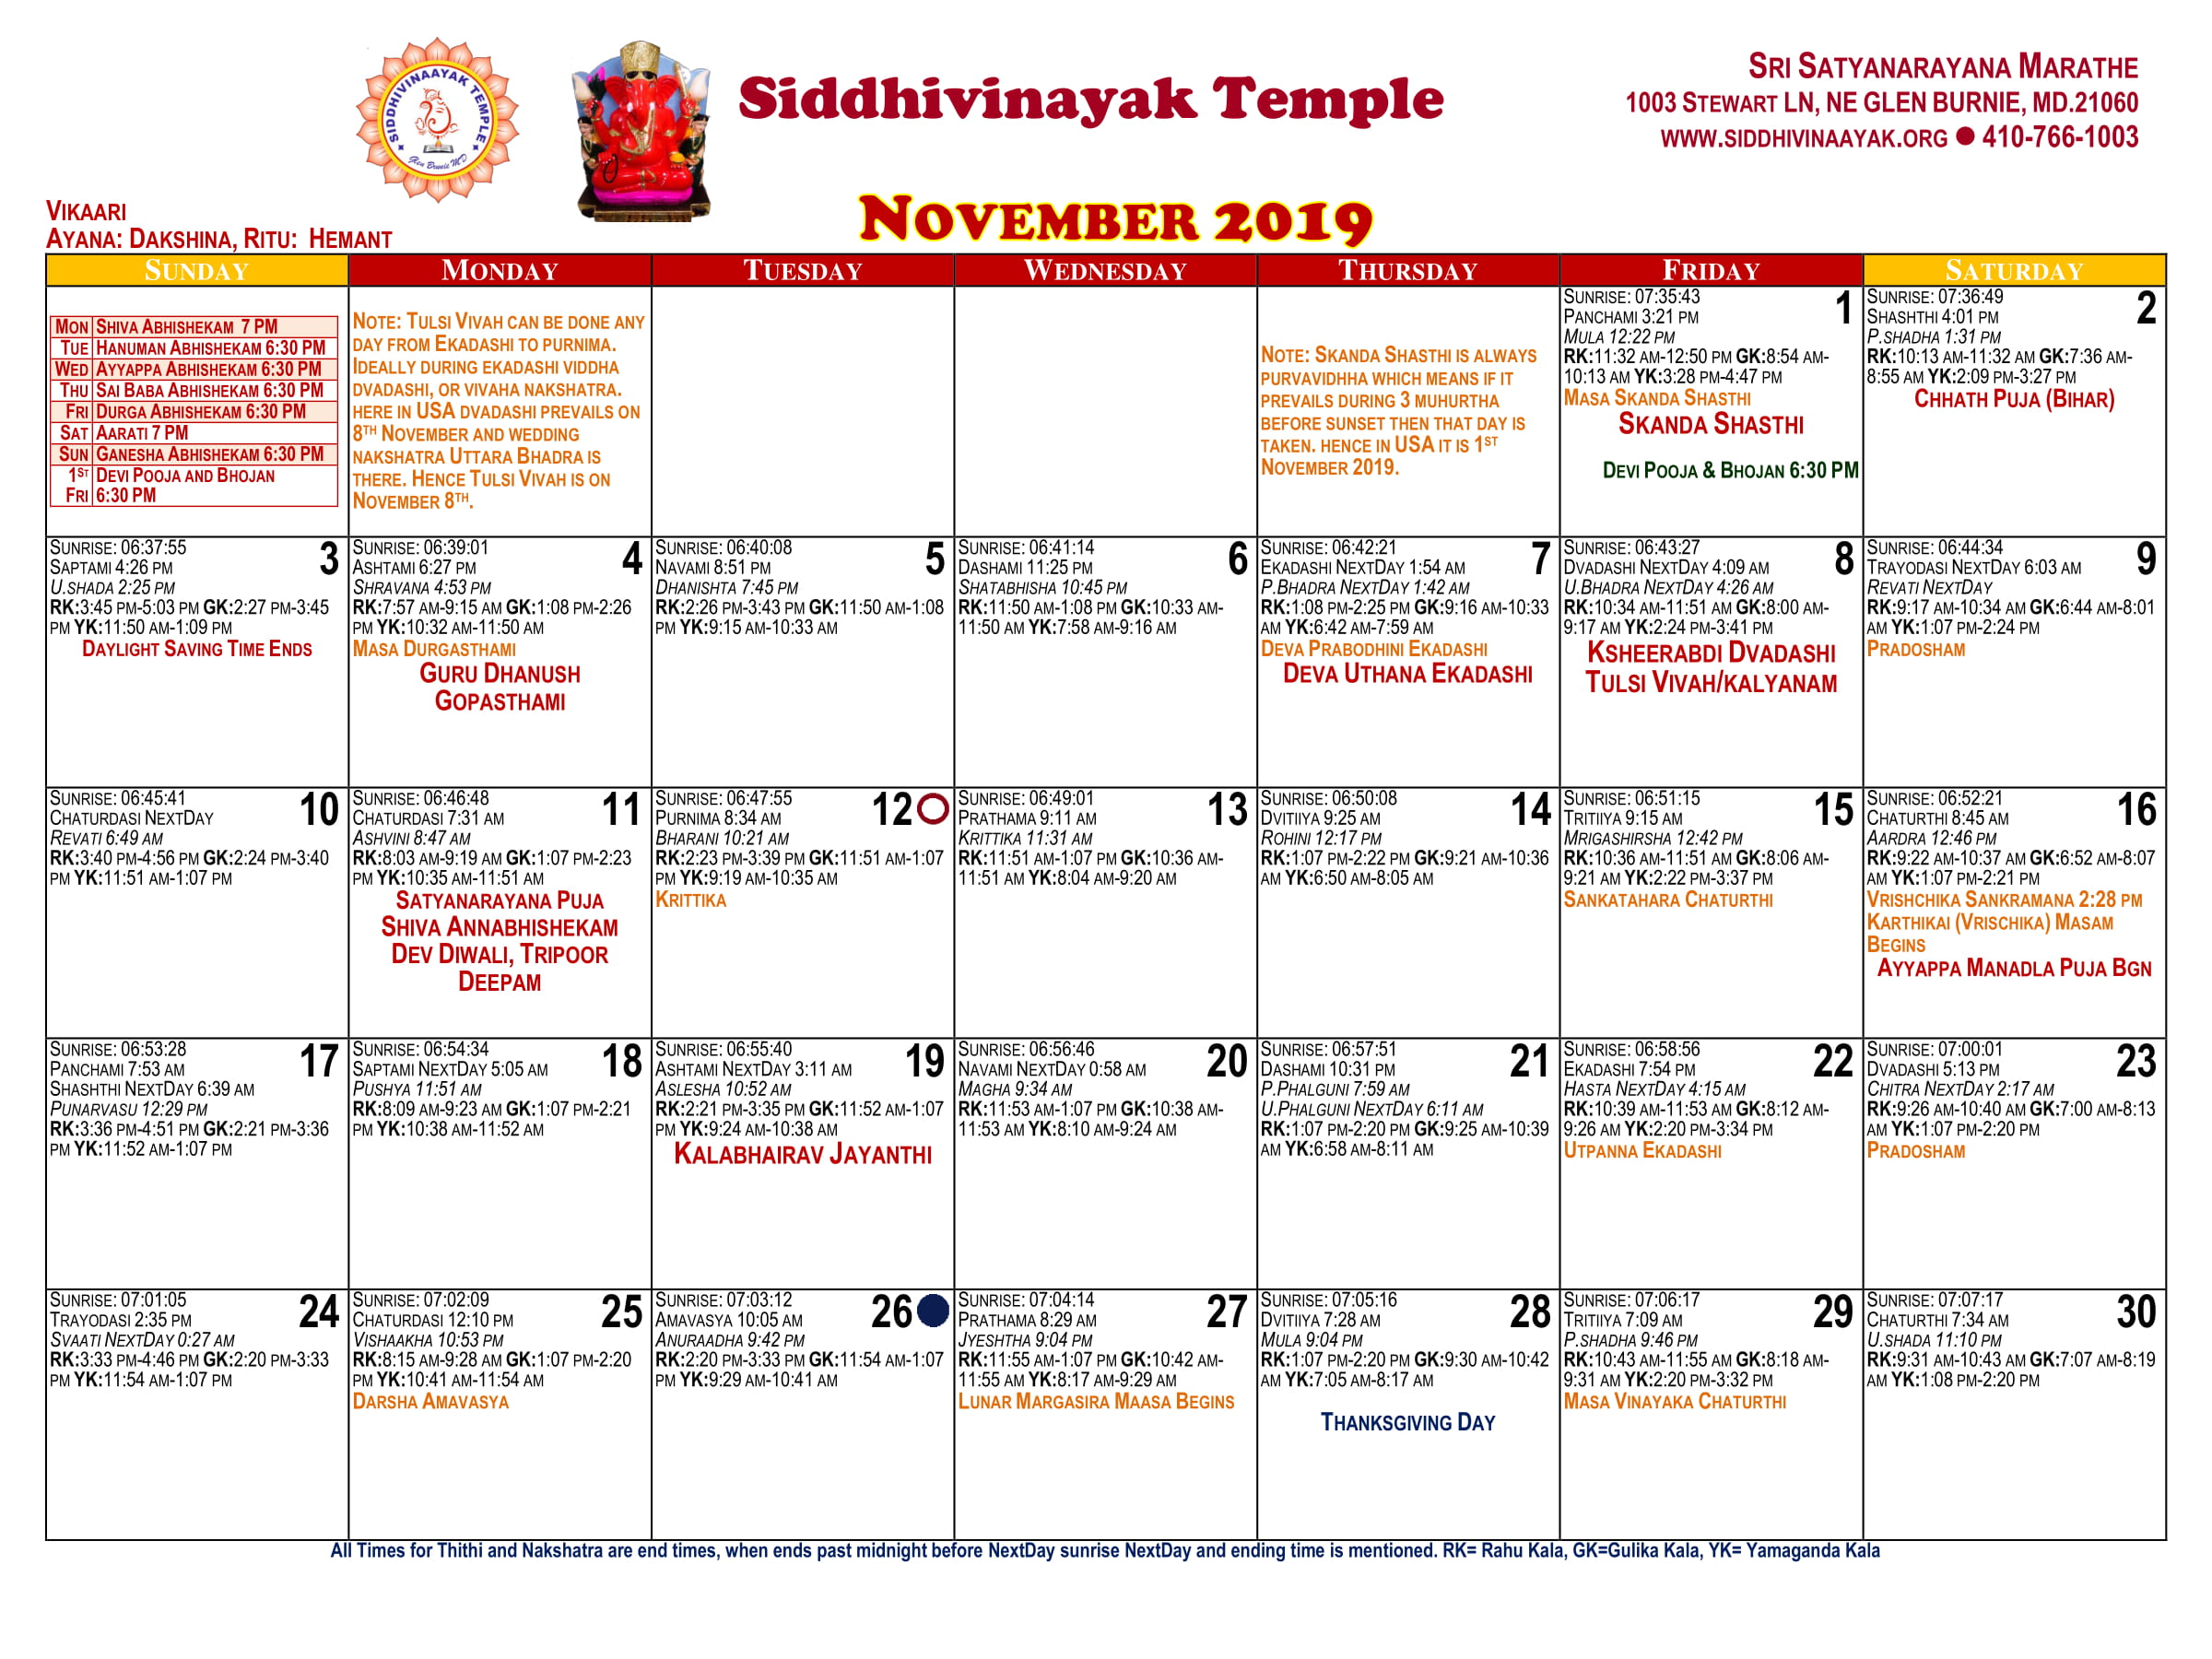 SIDDHIVINAAYAK TEMPLE
Glen Burnie MD
Siddhivinayak Temple
SRI SATYANARAYANA MARATHE
1003 STEWART LN, NE GLEN BURNIE, MD.21060
WWW.SIDDHIVINAAYAK.ORG ● 410-766-1003
VIKAARI
AYANA: DAKSHINA, RITU: HEMANT
NOVEMBER 2019
SUNDAY MONDAY TUESDAY WEDNESDAY THURSDAY FRIDAY SATURDAY
MON SHIVA ABHISHEKAM 7 PM
TUE HANUMAN ABHISHEKAM 6:30 PM
WED AYYAPPA ABHISHEKAM 6:30 PM
THU SAI BABA ABHISHEKAM 6:30 PM
FRI DURGA ABHISHEKAM 6:30 PM
SAT AARATI 7 PM
SUN GANESHA ABHISHEKAM 6:30 PM
1ST DEVI POOJA AND BHOJAN
FRI 6:30 PM
NOTE: TULSI VIVAH CAN BE DONE ANY
DAY FROM EKADASHI TO PURNIMA.
IDEALLY DURING EKADASHI VIDDHA
DVADASHI, OR VIVAHA NAKSHATRA.
HERE IN USA DVADASHI PREVAILS ON
8TH NOVEMBER AND WEDDING
NAKSHATRA UTTARA BHADRA IS
THERE. HENCE TULSI VIVAH IS ON
NOVEMBER 8TH.
NOTE: SKANDA SHASTHI IS ALWAYS
PURVAVIDHHA WHICH MEANS IF IT
PREVAILS DURING 3 MUHURTHA
BEFORE SUNSET THEN THAT DAY IS
TAKEN. HENCE IN USA IT IS 1ST
NOVEMBER 2019.
SUNRISE: 07:35:43 1
PANCHAMI 3:21 PM
MULA 12:22 PM
RK:11:32 AM-12:50 PM GK:8:54 AM-
10:13 AM YK:3:28 PM-4:47 PM
MASA SKANDA SHASTHI
SKANDA SHASTHI
DEVI POOJA & BHOJAN 6:30 PM
SUNRISE: 07:36:49 2
SHASHTHI 4:01 PM
P.SHADHA 1:31 PM
RK:10:13 AM-11:32 AM GK:7:36 AM-
8:55 AM YK:2:09 PM-3:27 PM
CHHATH PUJA (BIHAR)
SUNRISE: 06:37:55 3
SAPTAMI 4:26 PM
U.SHADA 2:25 PM
RK:3:45 PM-5:03 PM GK:2:27 PM-3:45
PM YK:11:50 AM-1:09 PM
DAYLIGHT SAVING TIME ENDS
SUNRISE: 06:39:01 4
ASHTAMI 6:27 PM
SHRAVANA 4:53 PM
RK:7:57 AM-9:15 AM GK:1:08 PM-2:26
PM YK:10:32 AM-11:50 AM
MASA DURGASTHAMI
GURU DHANUSH
GOPASTHAMI
SUNRISE: 06:40:08 5
NAVAMI 8:51 PM
DHANISHTA 7:45 PM
RK:2:26 PM-3:43 PM GK:11:50 AM-1:08
PM YK:9:15 AM-10:33 AM
SUNRISE: 06:41:14 6
DASHAMI 11:25 PM
SHATABHISHA 10:45 PM
RK:11:50 AM-1:08 PM GK:10:33 AM-
11:50 AM YK:7:58 AM-9:16 AM
SUNRISE: 06:42:21 7
EKADASHI NEXTDAY 1:54 AM
P.BHADRA NEXTDAY 1:42 AM
RK:1:08 PM-2:25 PM GK:9:16 AM-10:33
AM YK:6:42 AM-7:59 AM
DEVA PRABODHINI EKADASHI
DEVA UTHANA EKADASHI
SUNRISE: 06:43:27 8
DVADASHI NEXTDAY 4:09 AM
U.BHADRA NEXTDAY 4:26 AM
RK:10:34 AM-11:51 AM GK:8:00 AM-
9:17 AM YK:2:24 PM-3:41 PM
KSHEERABDI DVADASHI
TULSI VIVAH/KALYANAM
SUNRISE: 06:44:34 9
TRAYODASI NEXTDAY 6:03 AM
REVATI NEXTDAY
RK:9:17 AM-10:34 AM GK:6:44 AM-8:01
AM YK:1:07 PM-2:24 PM
PRADOSHAM
SUNRISE: 06:45:41 10
CHATURDASI NEXTDAY
REVATI 6:49 AM
RK:3:40 PM-4:56 PM GK:2:24 PM-3:40
PM YK:11:51 AM-1:07 PM
SUNRISE: 06:46:48 11
CHATURDASI 7:31 AM
ASHVINI 8:47 AM
RK:8:03 AM-9:19 AM GK:1:07 PM-2:23
PM YK:10:35 AM-11:51 AM
SATYANARAYANA PUJA
SHIVA ANNABHISHEKAM
DEV DIWALI, TRIPOOR
DEEPAM
SUNRISE: 06:47:55 12
PURNIMA 8:34 AM
BHARANI 10:21 AM
RK:2:23 PM-3:39 PM GK:11:51 AM-1:07
PM YK:9:19 AM-10:35 AM
KRITTIKA
SUNRISE: 06:49:01 13
PRATHAMA 9:11 AM
KRITTIKA 11:31 AM
RK:11:51 AM-1:07 PM GK:10:36 AM-
11:51 AM YK:8:04 AM-9:20 AM
SUNRISE: 06:50:08 14
DVITIIYA 9:25 AM
ROHINI 12:17 PM
RK:1:07 PM-2:22 PM GK:9:21 AM-10:36
AM YK:6:50 AM-8:05 AM
SUNRISE: 06:51:15 15
TRITIIYA 9:15 AM
MRIGASHIRSHA 12:42 PM
RK:10:36 AM-11:51 AM GK:8:06 AM-
9:21 AM YK:2:22 PM-3:37 PM
SANKATAHARA CHATURTHI
SUNRISE: 06:52:21 16
CHATURTHI 8:45 AM
AARDRA 12:46 PM
RK:9:22 AM-10:37 AM GK:6:52 AM-8:07
AM YK:1:07 PM-2:21 PM
VRISHCHIKA SANKRAMANA 2:28 PM
KARTHIKAI (VRISCHIKA) MASAM
BEGINS
AYYAPPA MANADLA PUJA BGN
SUNRISE: 06:53:28 17
PANCHAMI 7:53 AM
SHASHTHI NEXTDAY 6:39 AM
PUNARVASU 12:29 PM
RK:3:36 PM-4:51 PM GK:2:21 PM-3:36
PM YK:11:52 AM-1:07 PM
SUNRISE: 06:54:34 18
SAPTAMI NEXTDAY 5:05 AM
PUSHYA 11:51 AM
RK:8:09 AM-9:23 AM GK:1:07 PM-2:21
PM YK:10:38 AM-11:52 AM
SUNRISE: 06:55:40 19
ASHTAMI NEXTDAY 3:11 AM
ASLESHA 10:52 AM
RK:2:21 PM-3:35 PM GK:11:52 AM-1:07
PM YK:9:24 AM-10:38 AM
KALABHAIRAV JAYANTHI
SUNRISE: 06:56:46 20
NAVAMI NEXTDAY 0:58 AM
MAGHA 9:34 AM
RK:11:53 AM-1:07 PM GK:10:38 AM-
11:53 AM YK:8:10 AM-9:24 AM
SUNRISE: 06:57:51 21
DASHAMI 10:31 PM
P.PHALGUNI 7:59 AM
U.PHALGUNI NEXTDAY 6:11 AM
RK:1:07 PM-2:20 PM GK:9:25 AM-10:39
AM YK:6:58 AM-8:11 AM
SUNRISE: 06:58:56 22
EKADASHI 7:54 PM
HASTA NEXTDAY 4:15 AM
RK:10:39 AM-11:53 AM GK:8:12 AM-
9:26 AM YK:2:20 PM-3:34 PM
UTPANNA EKADASHI
SUNRISE: 07:00:01 23
DVADASHI 5:13 PM
CHITRA NEXTDAY 2:17 AM
RK:9:26 AM-10:40 AM GK:7:00 AM-8:13
AM YK:1:07 PM-2:20 PM
PRADOSHAM
SUNRISE: 07:01:05 24
TRAYODASI 2:35 PM
SVAATI NEXTDAY 0:27 AM
RK:3:33 PM-4:46 PM GK:2:20 PM-3:33
PM YK:11:54 AM-1:07 PM
SUNRISE: 07:02:09 25
CHATURDASI 12:10 PM
VISHAAKHA 10:53 PM
RK:8:15 AM-9:28 AM GK:1:07 PM-2:20
PM YK:10:41 AM-11:54 AM
DARSHA AMAVASYA
SUNRISE: 07:03:12 26
AMAVASYA 10:05 AM
ANURAADHA 9:42 PM
RK:2:20 PM-3:33 PM GK:11:54 AM-1:07
PM YK:9:29 AM-10:41 AM
SUNRISE: 07:04:14 27
PRATHAMA 8:29 AM
JYESHTHA 9:04 PM
RK:11:55 AM-1:07 PM GK:10:42 AM-
11:55 AM YK:8:17 AM-9:29 AM
LUNAR MARGASIRA MAASA BEGINS
SUNRISE: 07:05:16 28
DVITIIYA 7:28 AM
MULA 9:04 PM
RK:1:07 PM-2:20 PM GK:9:30 AM-10:42
AM YK:7:05 AM-8:17 AM
THANKSGIVING DAY
SUNRISE: 07:06:17 29
TRITIIYA 7:09 AM
P.SHADHA 9:46 PM
RK:10:43 AM-11:55 AM GK:8:18 AM-
9:31 AM YK:2:20 PM-3:32 PM
MASA VINAYAKA CHATURTHI
SUNRISE: 07:07:17 30
CHATURTHI 7:34 AM
U.SHADA 11:10 PM
RK:9:31 AM-10:43 AM GK:7:07 AM-8:19
AM YK:1:08 PM-2:20 PM
All Times for Thithi and Nakshatra are end times, when ends past midnight before NextDay sunrise NextDay and ending time is mentioned. RK= Rahu Kala, GK=Gulika Kala, YK= Yamaganda Kala